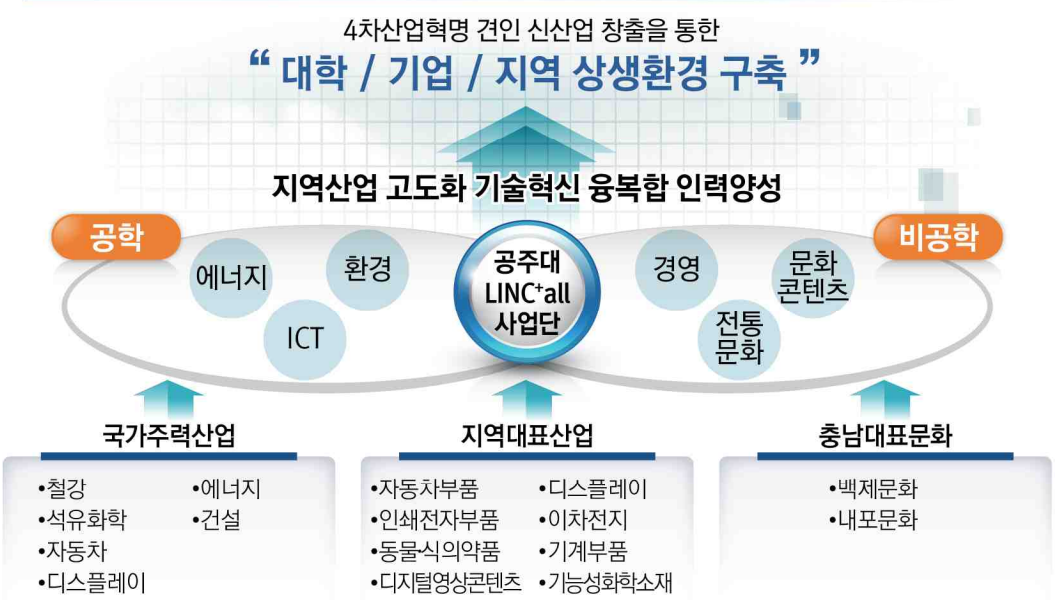 4차산업혁명 견인 신산업 창출을 통한
“ 대학 / 기업 / 지역 상생환경 구축 ”
지역산업 고도화 기술혁신 융복합 인력양성
공학
비공학
에너지
환경
ICT
공주대
LINC+all
사업단
경영
문화
콘텐츠
전통
문화
국가주력산업
•철강
•석유화학
•자동차
•디스플레이
•에너지
•건설
지역대표산업
•자동차부품
•인쇄전자부품
•동물·식의약품
•디지털영상콘텐츠
•디스플레이
•이차전지
•기계부품
•기능성화학소재
충남대표문화
•백제문화
•내포문화